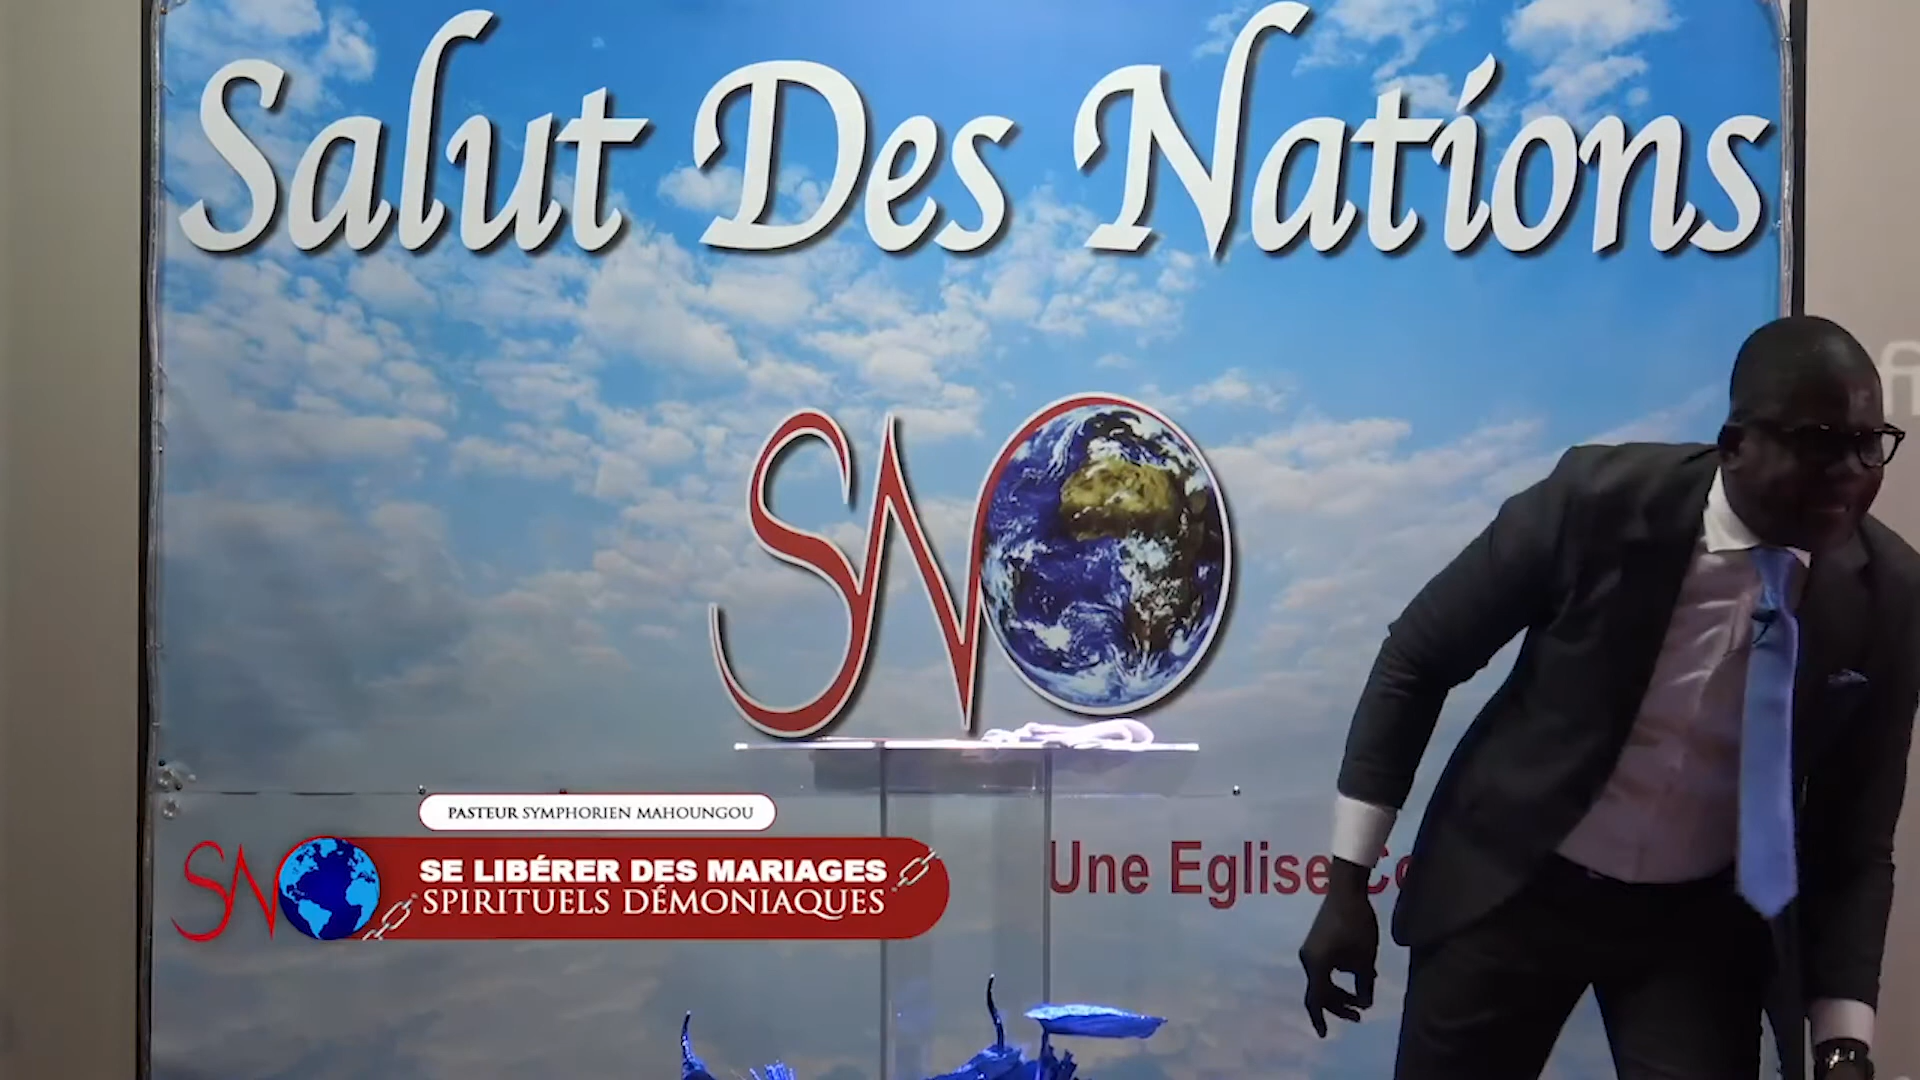 Salut Des Nations
SN
PASTEUR SYMPHORIEN MAHOUNGOU
SN
SE LIBÉRER DES MARIAGES
SPIRITUELS DÉMONIAQUES
Une Eglise